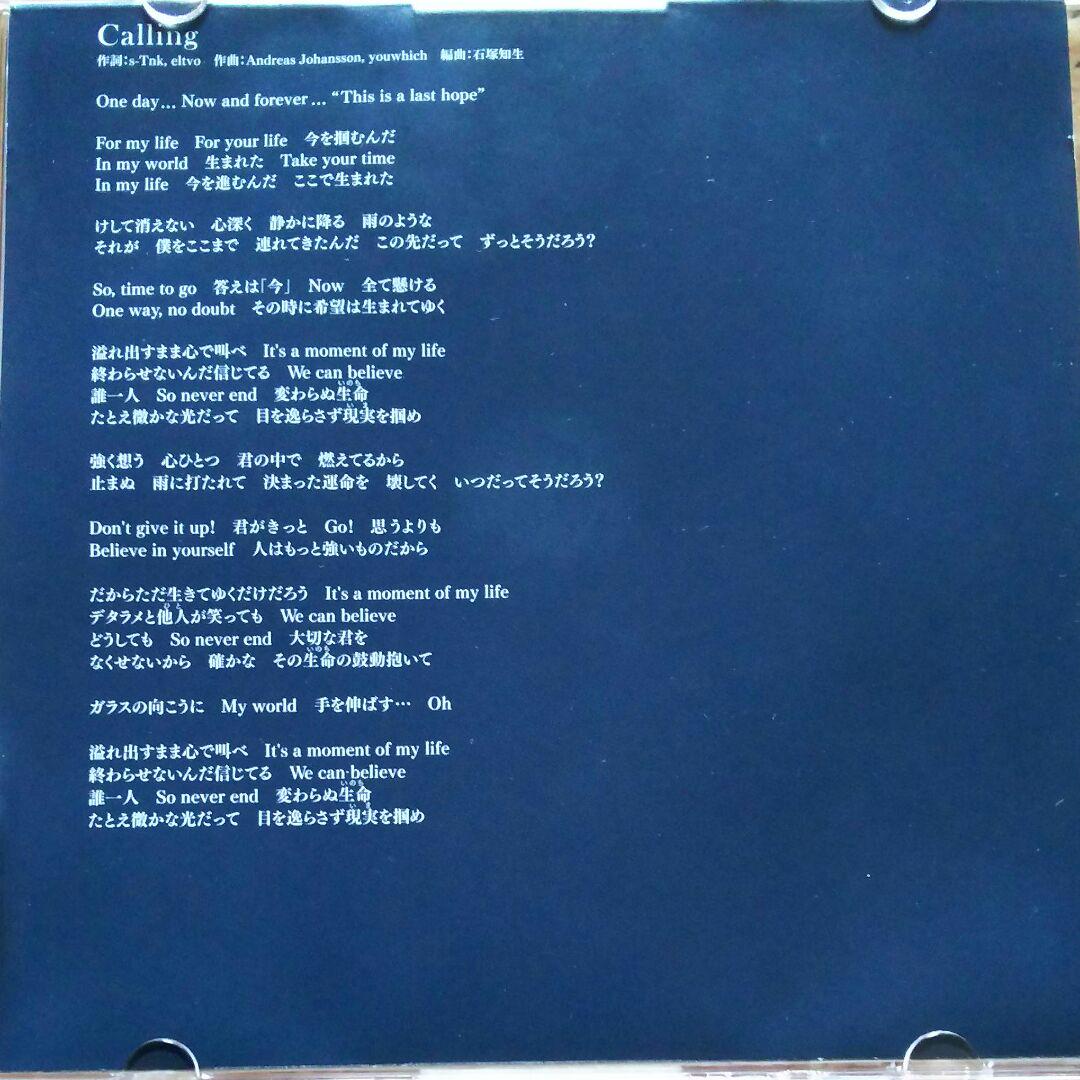 Calling
作詞:s-Tnk, eltvo 作曲:Andreas Johansson, youwhich 編曲:石塚知生
One day... Now and forever... “This is a last hope”
For my life For your life 今を掴むんだ
In my world 生まれた Take your time
In my life 今を進むんだ ここで生まれた
けして消えない 心深く 静かに降る 雨のような
それが 僕をここまで 連れてきたんだ この先だって ずっとそうだろう?
So, time to go 答えは「今」 Now 全て懸ける
One way, no doubt その時に希望は生まれてゆく
溢れ出すまま心で叫べ It's a moment of my life
終わらせないんだ信じてる We can believe
誰一人 So never end 変わらぬ生命(いのち)
たとえ微かな光だって 目を逸らさず現実(いま)を掴め
強く想う 心ひとつ 君の中で 燃えてるから
止まぬ 雨に打たれて 決まった運命を 壊してく いつだってそうだろう?
Don't give it up! 君がきっと Go! 思うよりも
Believe in yourself 人はもっと強いものだから
だからただ生きてゆくだけだろう It's a moment of my life
デタラメと他人(ひと)が笑っても We can believe
どうしても So never end 大切な君を
なくせないから 確かな その生命(いのち)の鼓動抱いて
ガラスの向こうに My world 手を伸ばす… Oh
溢れ出すまま心で叫べ It's a moment of my life
終わらせないんだ信じてる We can believe
誰一人 So never end 変わらぬ生命(いのち)
たとえ微かな光だって 目を逸らさず現実(いま)を掴め